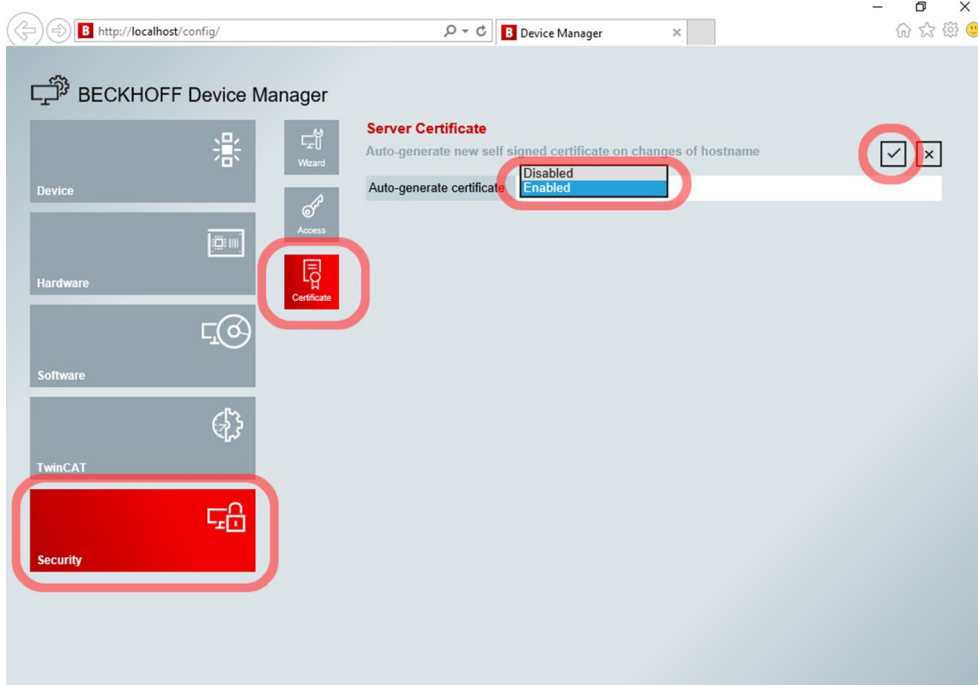 B http://localhost/config/
B Device Manager
BECKHOFF Device Manager
Device
Hardware
Software
TwinCAT
Security
Wizard
Access
Certificate
Server Certificate
Auto-generate new self signed certificate on changes of hostname
Auto-generate certificate
Disabled
Enabled